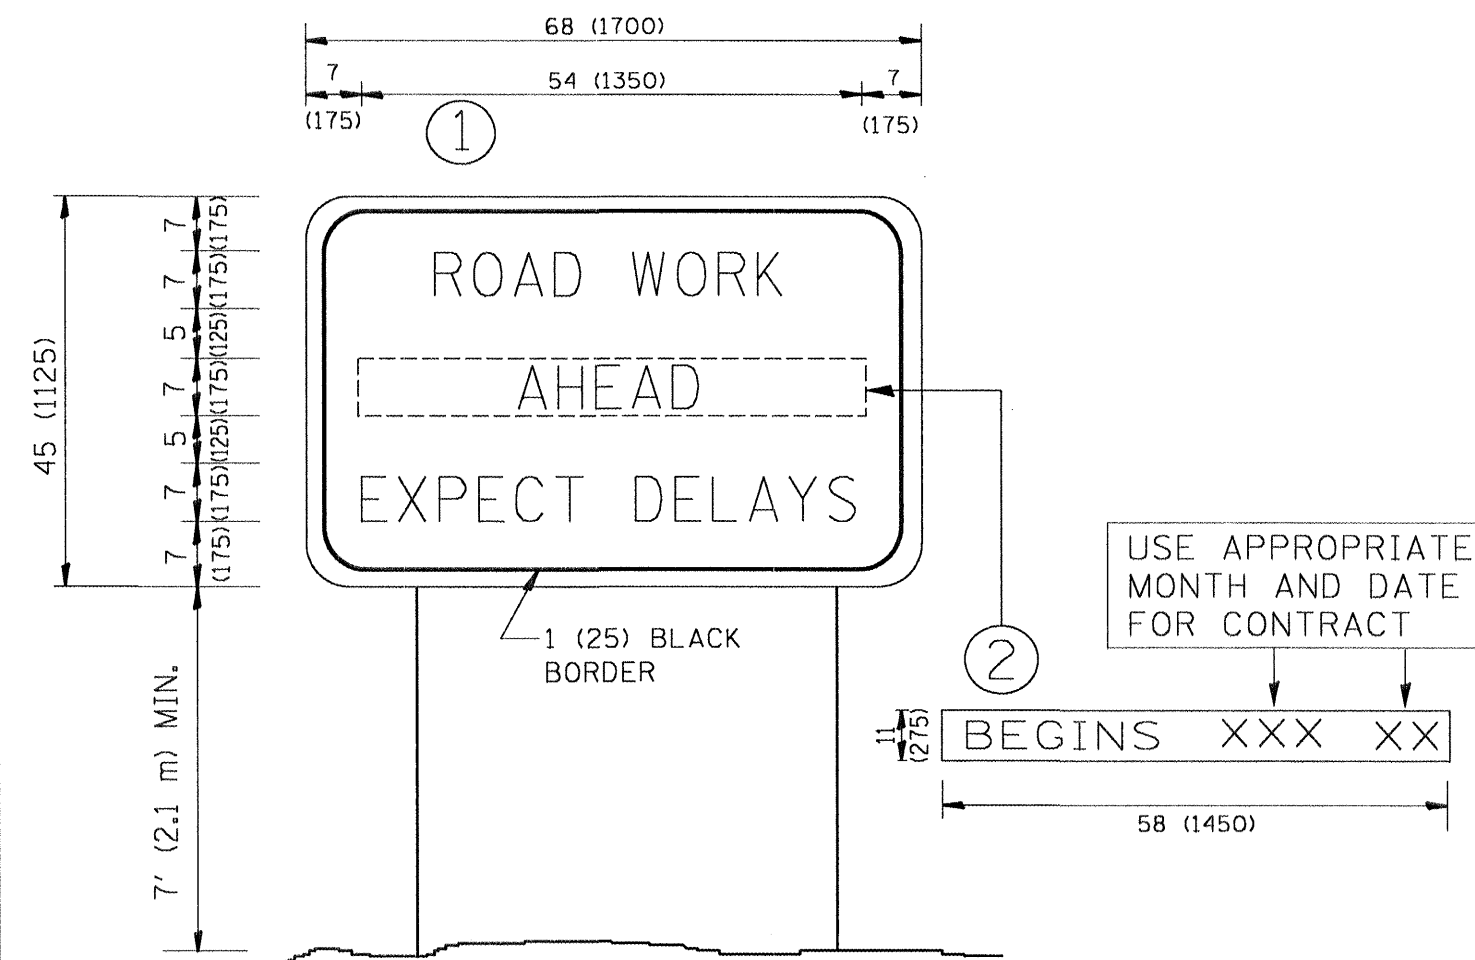 68 (1700)
7
54 (1350)
7
(175)
(175)
1
45 (1125)
7 (175)
7 (175)
5 (125)
7 (175)
5 (125)
7 (175)
7 (175)
ROAD WORK
AHEAD
EXPECT DELAYS
1 (25) BLACK
BORDER
7' (2.1 m) MIN.
USE APPROPRIATE
MONTH AND DATE
FOR CONTRACT
2
11
(275)
BEGINS XXX XX
58 (1450)